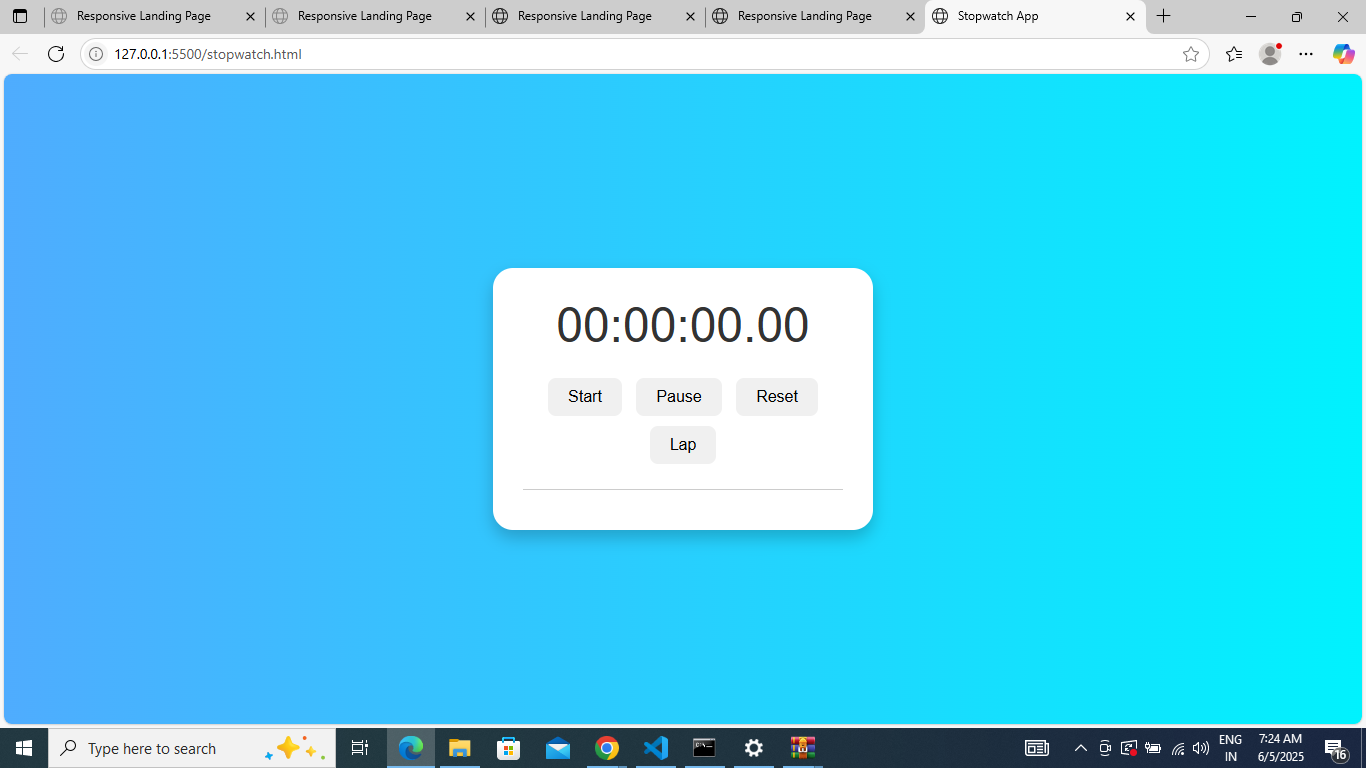 Responsive Landing Page
Responsive Landing Page
Responsive Landing Page
Responsive Landing Page
Stopwatch App
127.0.0.1:5500/stopwatch.html
00:00:00.00
Start
Pause
Reset
Lap
Type here to search
ENG
IN
7:24 AM
6/5/2025
16